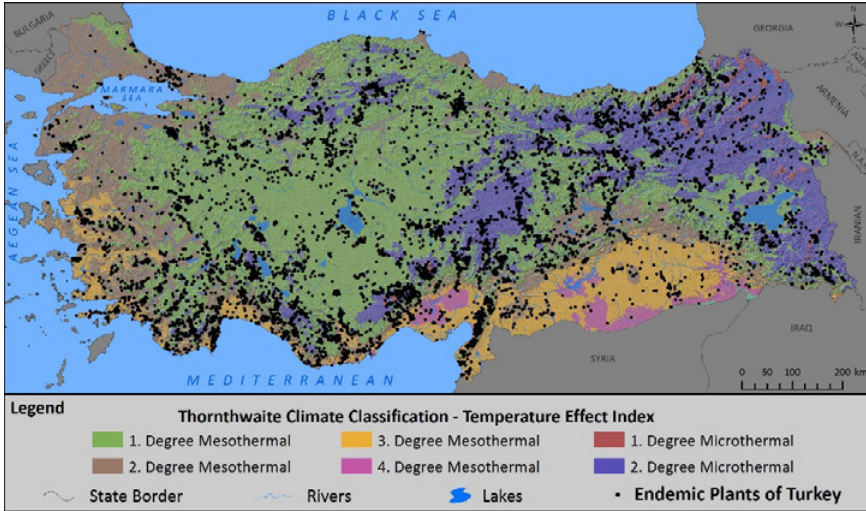 BLACK SEA
BULGARIA
GEORGIA
N
W
S
GREECE
MARMARA
SEA
ARMENIA
AEGEAN SEA
IRANIAN
IRAQ
SYRIA
MEDITERRANEAN
0 50 100 200 km
Legend
Thornthwaite Climate Classification - Temperature Effect Index
1. Degree Mesothermal 3. Degree Mesothermal 1. Degree Microthermal
2. Degree Mesothermal 4. Degree Mesothermal 2. Degree Microthermal
State Border Rivers Lakes Endemic Plants of Turkey